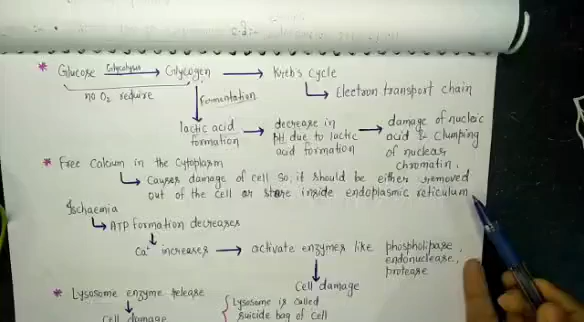 * Glucose Glycolysis → Glycogen → Kreb's cycle
no O2 require
↳ Electron transport chain
↓ fermentation
lactic acid formation → decrease in pH due to lactic acid formation → damage of nucleic acid & clumping of nuclear chromatin.
* Free calcium in the cytoplasm
↳ Causes damage of cell so, it should be either removed
out of the cell or store inside endoplasmic reticulum
Ischaemia
↳ ATP formation decreases
↓
Ca+ increases → activate enzymes like phospholipase,
endonuclease,
protease
↓
Cell damage
* Lysosome enzyme release
↓
Cell damage
{ Lysosome is called
suicide bag of cell